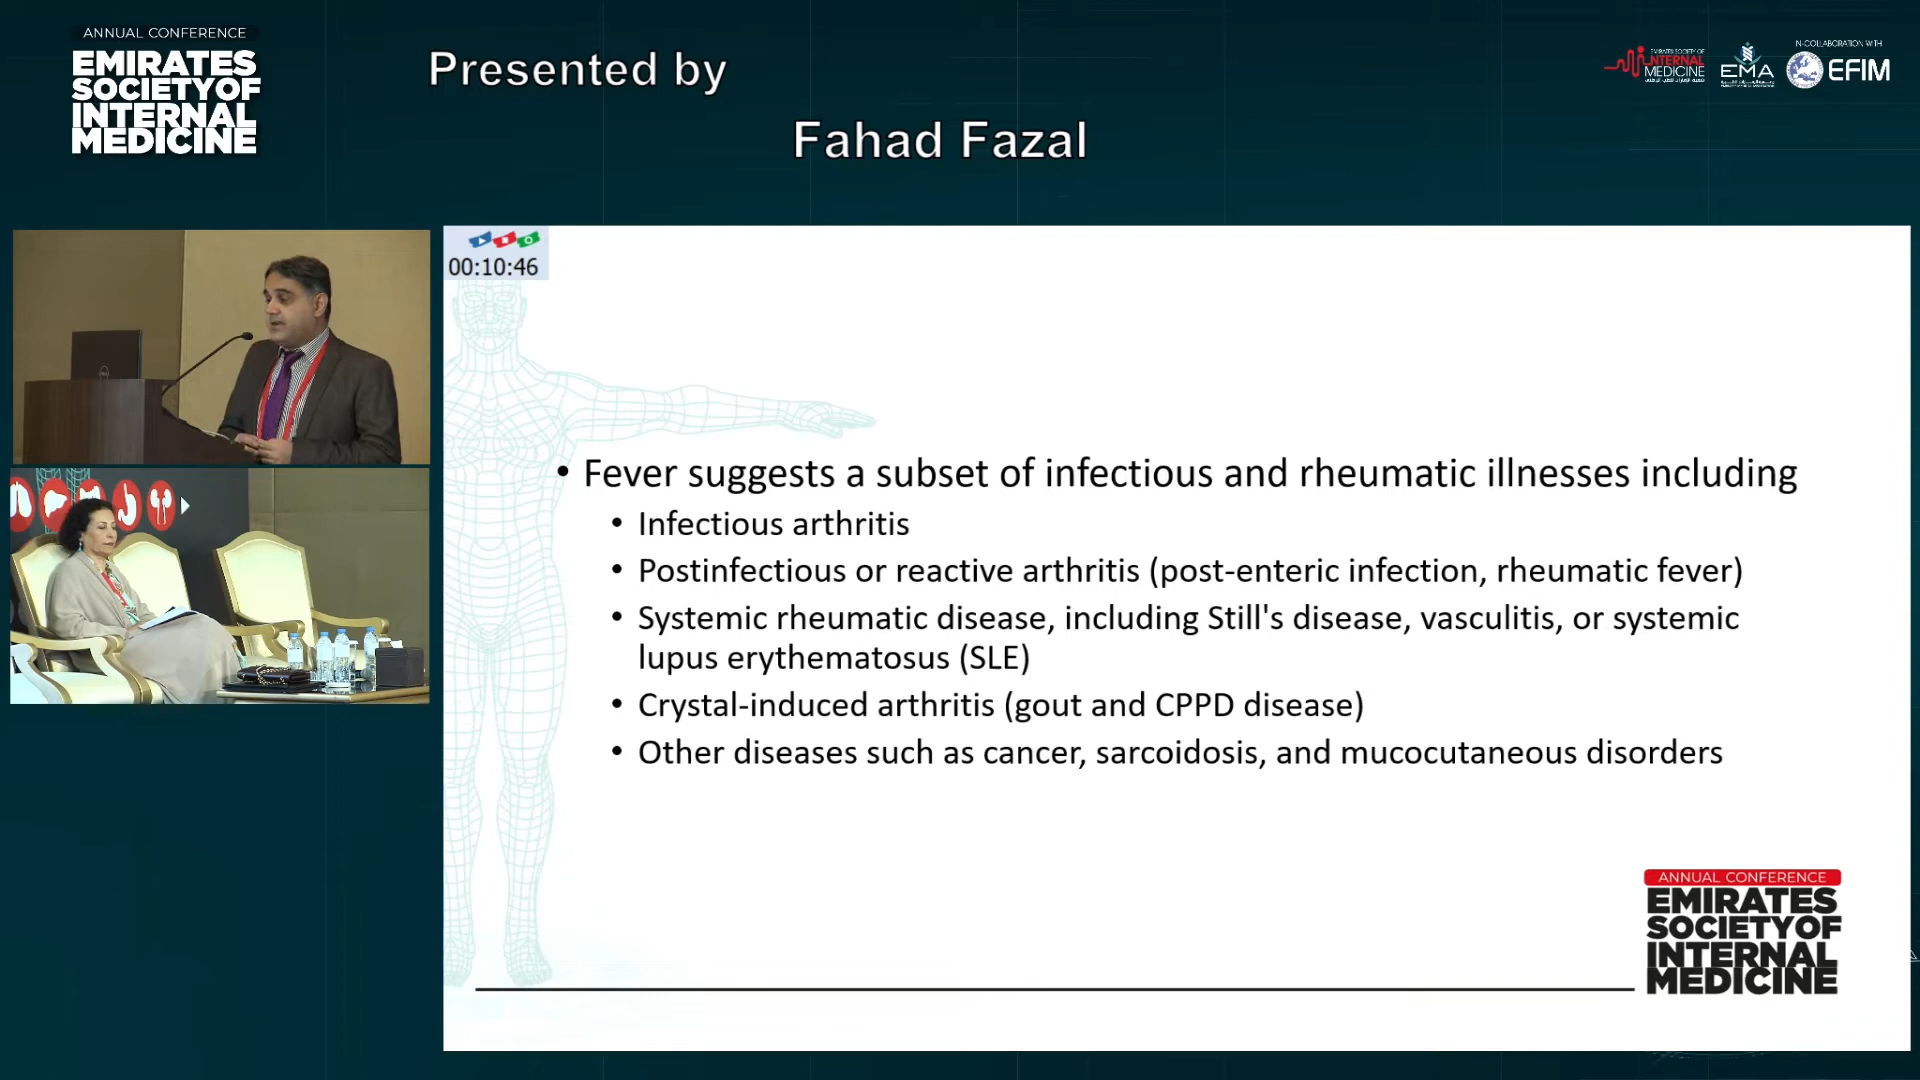 ANNUAL CONFERENCE
EMIRATES
SOCIETYOF
INTERNAL
MEDICINE
Presented by
Fahad Fazal
EMIRATES SOCIETY OF
INTERNAL
MEDICINE
EMA
IN-COLLABORATION WITH
EFIM
00:10:46
• Fever suggests a subset of infectious and rheumatic illnesses including
• Infectious arthritis
• Postinfectious or reactive arthritis (post-enteric infection, rheumatic fever)
• Systemic rheumatic disease, including Still's disease, vasculitis, or systemic
lupus erythematosus (SLE)
• Crystal-induced arthritis (gout and CPPD disease)
• Other diseases such as cancer, sarcoidosis, and mucocutaneous disorders
ANNUAL CONFERENCE
EMIRATES
SOCIETYOF
INTERNAL
MEDICINE